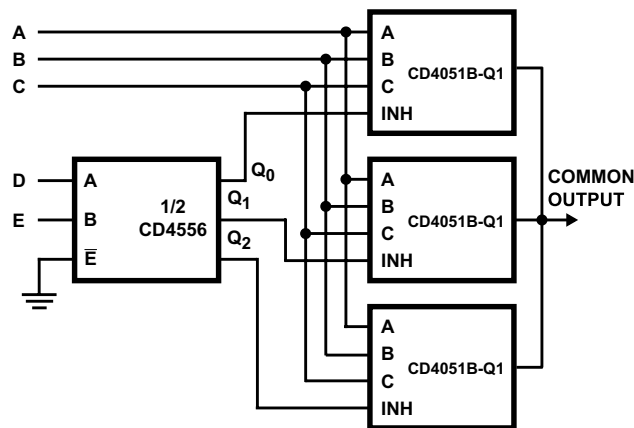 A
B
C
A
B
C
INH
CD4051B-Q1
D
E
A
B
E̅
1/2
CD4556
Q0
Q1
Q2
A
B
C
INH
CD4051B-Q1
COMMON
OUTPUT
A
B
C
INH
CD4051B-Q1